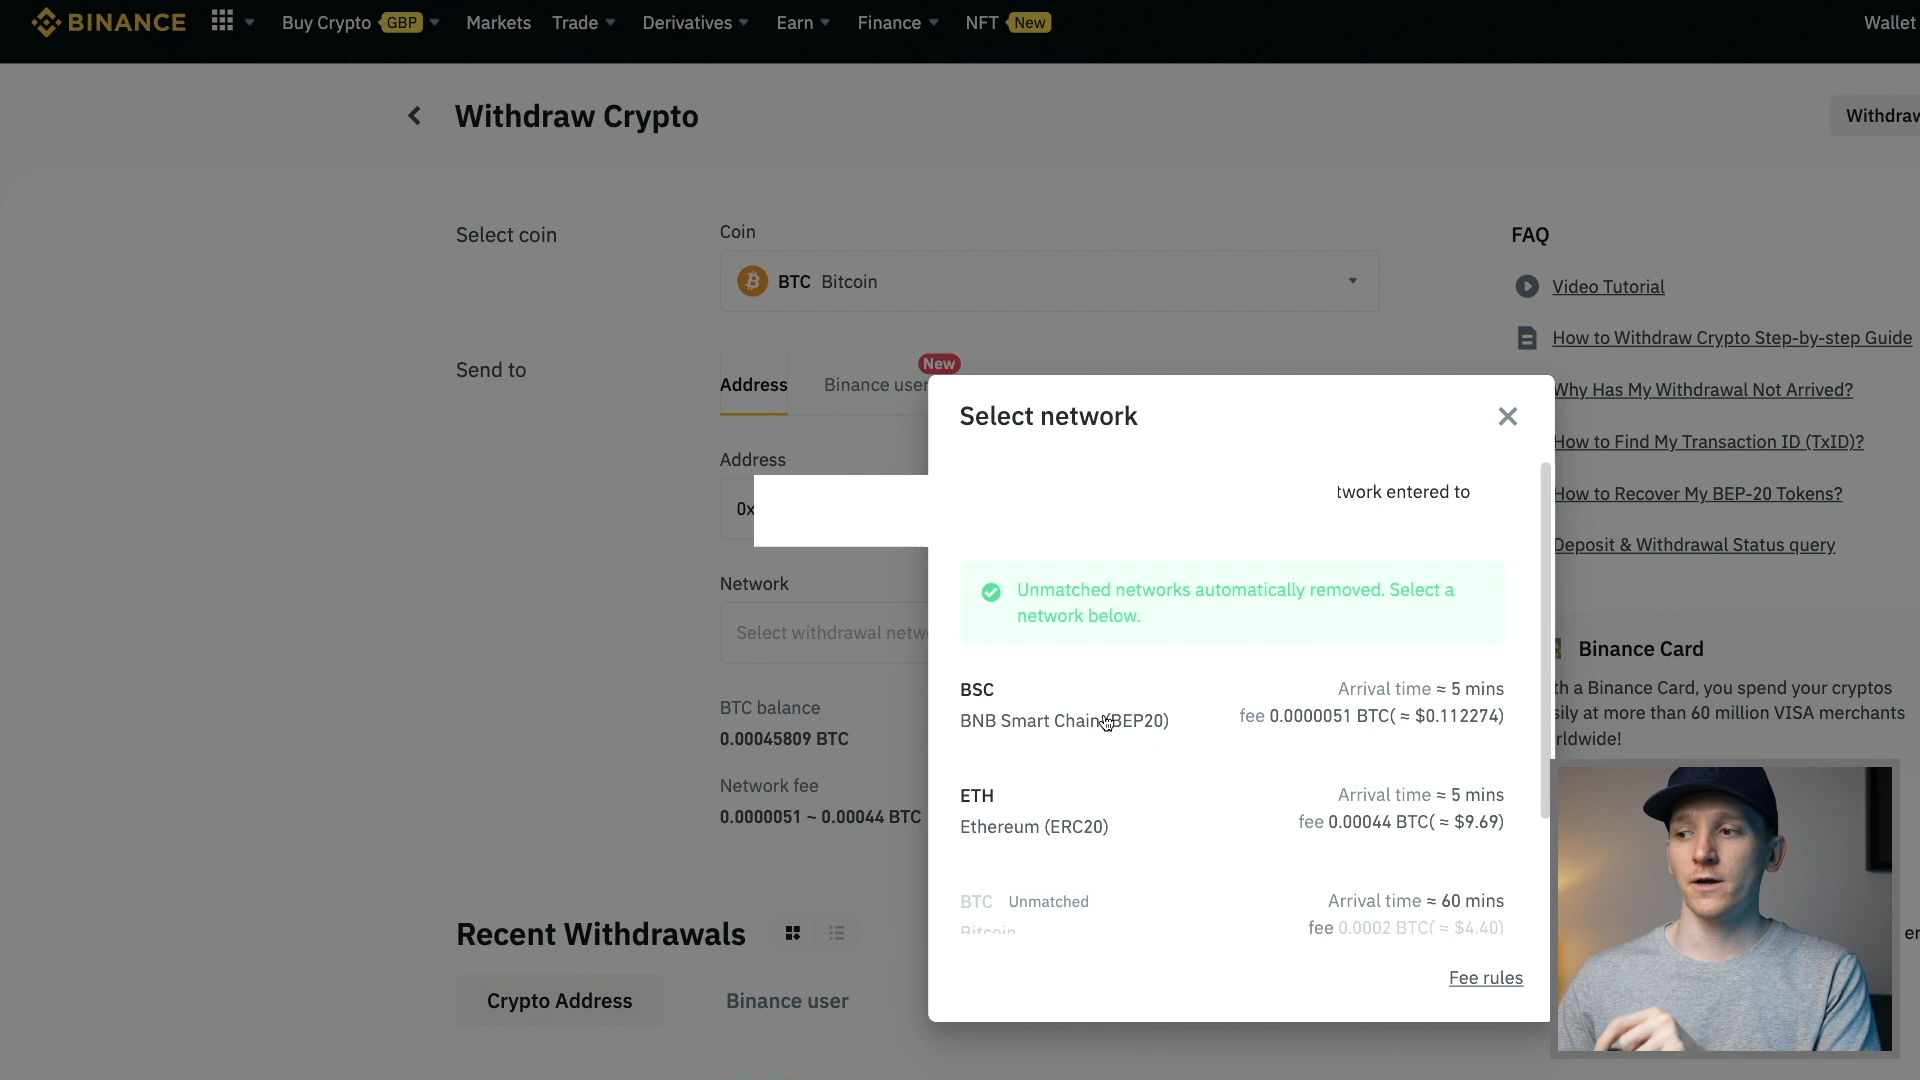 BINANCE
Buy Crypto GBP
Markets
Trade
Derivatives
Earn
Finance
NFT New
Wallet
Withdraw Crypto
Withdraw
Select coin
Coin
BTC Bitcoin
FAQ
Video Tutorial
How to Withdraw Crypto Step-by-step Guide
Why Has My Withdrawal Not Arrived?
How to Find My Transaction ID (TxID)?
How to Recover My BEP-20 Tokens?
Deposit & Withdrawal Status query
Send to
New
Address
Binance user
Address
0x
Network
Select withdrawal netw
BTC balance
0.00045809 BTC
Network fee
0.0000051 ~ 0.00044 BTC
Select network
twork entered to
Unmatched networks automatically removed. Select a
network below.
BSC
Arrival time ≈ 5 mins
BNB Smart Chain (BEP20)
fee 0.0000051 BTC( ≈ $0.112274)
ETH
Arrival time ≈ 5 mins
Ethereum (ERC20)
fee 0.00044 BTC( ≈ $9.69)
BTC Unmatched
Arrival time ≈ 60 mins
Bitcoin
fee 0.0002 BTC( ≈ $4.40)
Fee rules
Binance Card
th a Binance Card, you spend your cryptos
sily at more than 60 million VISA merchants
rldwide!
Recent Withdrawals
Crypto Address
Binance user
er